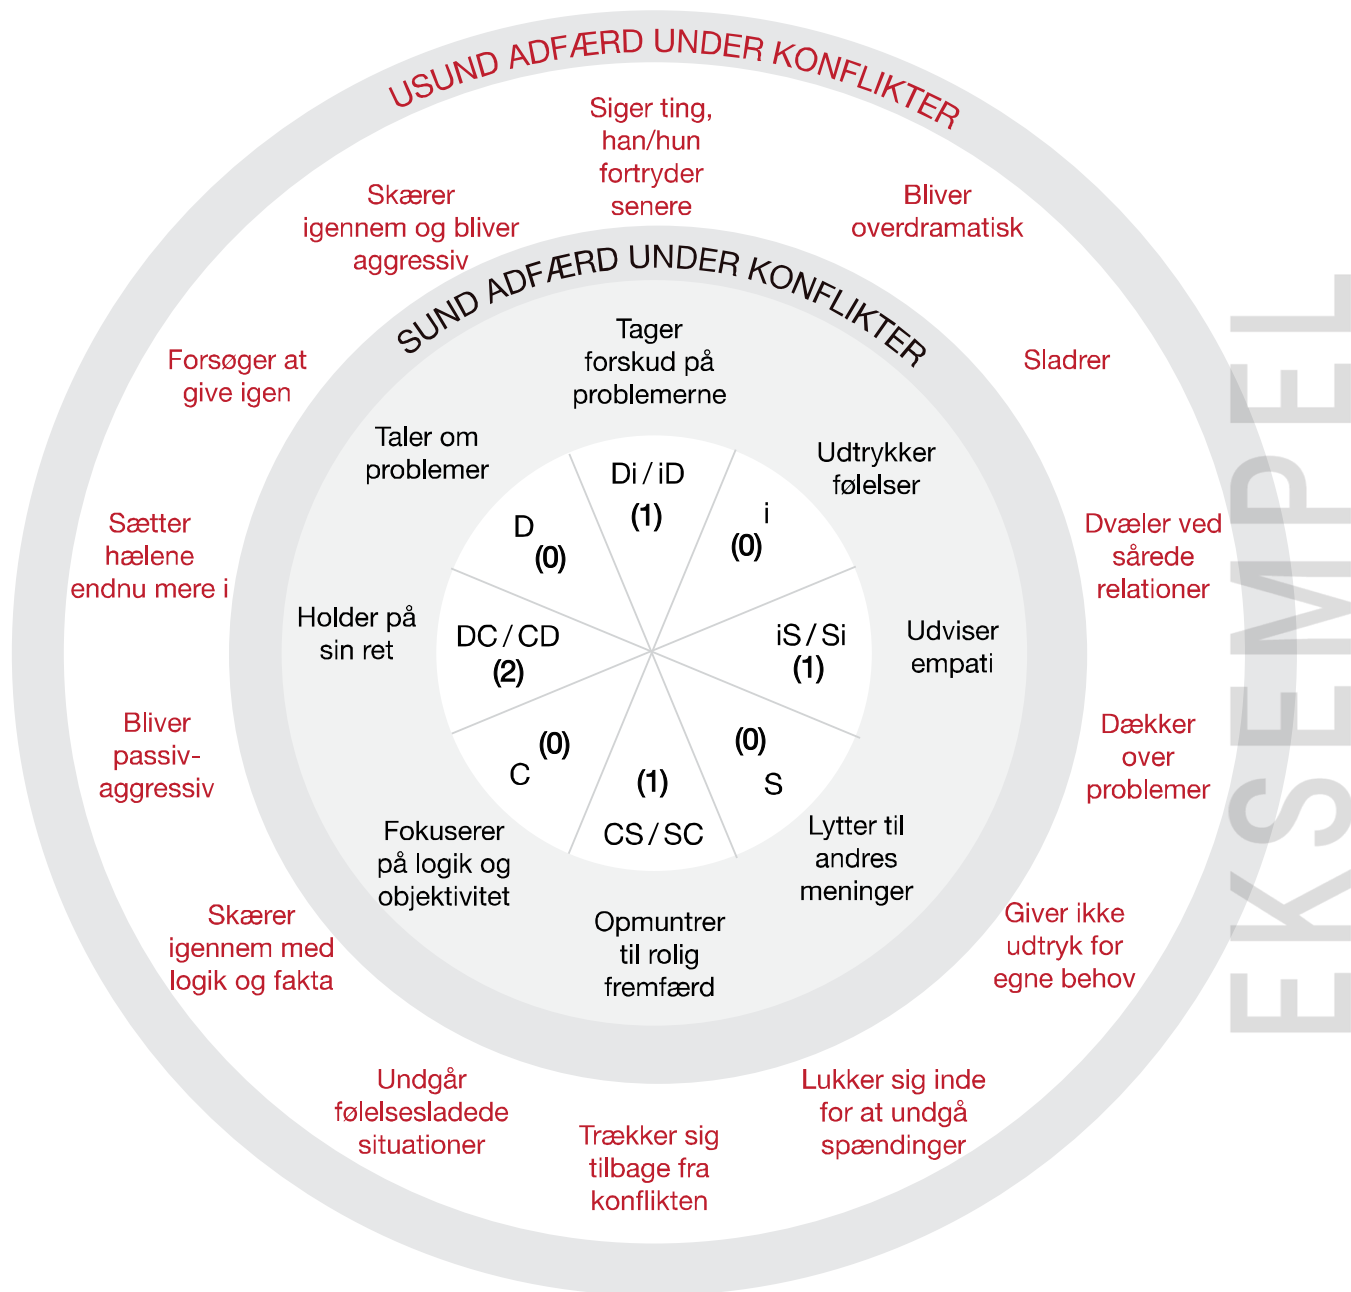 USUND ADFÆRD UNDER KONFLIKTER
Siger ting,
han/hun
fortryder
senere
Skærer
igennem og bliver
aggressiv
Bliver
overdramatisk
SUND ADFÆRD UNDER KONFLIKTER
Forsøger at
give igen
Sladrer
Tager
forskud på
problemerne
Taler om
problemer
Udtrykker
følelser
Di / iD
(1)
D
(0)
i
(0)
Sætter
hælene
endnu mere i
Dvæler ved
sårede
relationer
Holder på
sin ret
DC / CD
(2)
iS / Si
(1)
Udviser
empati
Bliver
passiv-
aggressiv
Dækker
over
problemer
(0)
C
(0)
S
(1)
CS / SC
Fokuserer
på logik og
objektivitet
Lytter til
andres
meninger
Skærer
igennem med
logik og fakta
Opmuntrer
til rolig
fremfærd
Giver ikke
udtryk for
egne behov
Undgår
følelsesladede
situationer
Trækker sig
tilbage fra
konflikten
Lukker sig inde
for at undgå
spændinger
EKSEMPEL